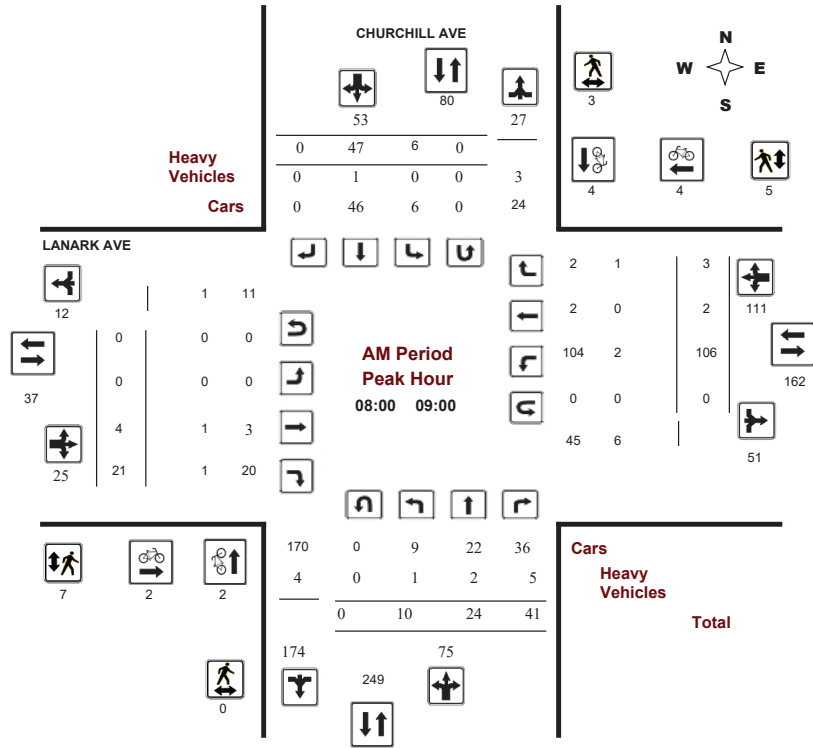 CHURCHILL AVE
N
W E
S
80
3
53 27
0 47 6 0
Heavy
Vehicles
0 1 0 0 3
Cars
0 46 6 0 24
4 4 5
LANARK AVE
12
1 11
2 1 3
111
0 0 0
2 0 2
37
AM Period
Peak Hour
08:00 09:00
0 0 0
104 2 106
162
4 1 3
0 0 0
25
21 1 20
45 6
51
170 0 9 22 36
Cars
4 0 1 2 5
Heavy
Vehicles
7 2 2
0 10 24 41
Total
174 75
249
0